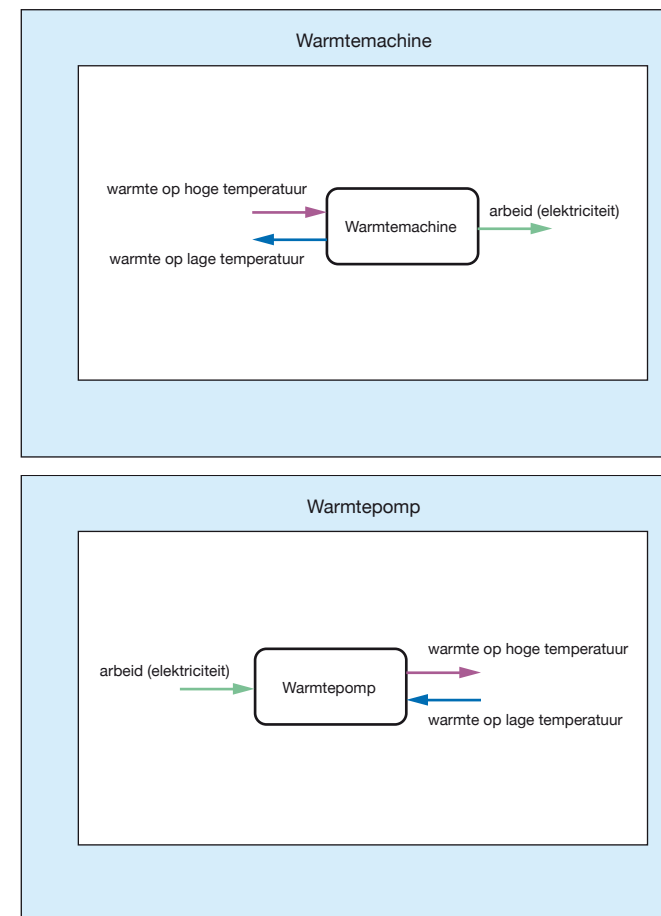 Warmtemachine
warmte op hoge temperatuur
Warmtemachine
arbeid (elektriciteit)
warmte op lage temperatuur
Warmtepomp
arbeid (elektriciteit)
Warmtepomp
warmte op hoge temperatuur
warmte op lage temperatuur